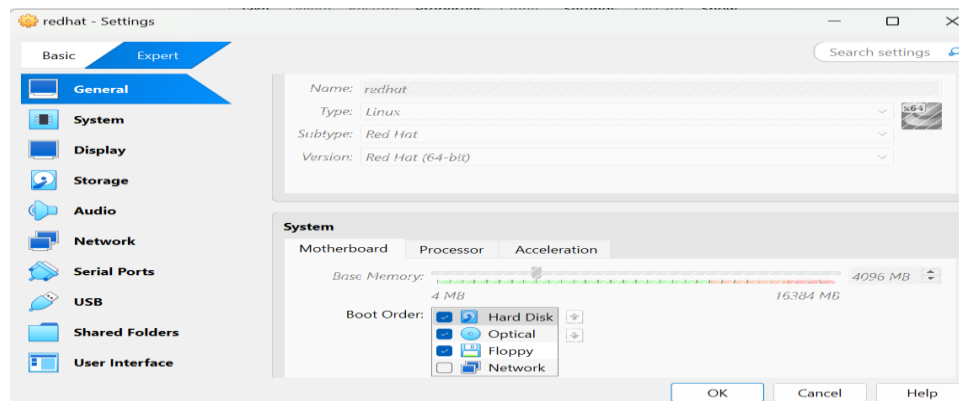 redhat - Settings
Basic
Expert
Search settings
General
System
Display
Storage
Audio
Network
Serial Ports
USB
Shared Folders
User Interface
Name: redhat
x64
Type: Linux
Subtype: Red Hat
Version: Red Hat (64-bit)
System
Motherboard Processor Acceleration
Base Memory: 4096 MB
4 MB 16384 MB
Boot Order: Hard Disk
Optical
Floppy
Network
OK Cancel Help